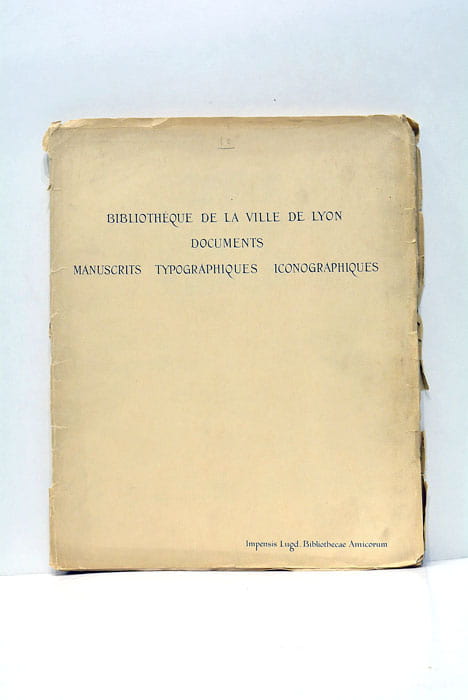 BIBLIOTHÈQUE DE LA VILLE DE LYON
DOCUMENTS
MANUSCRITS TYPOGRAPHIQUES ICONOGRAPHIQUES
Impensis Lugd. Bibliothecae Amicorum